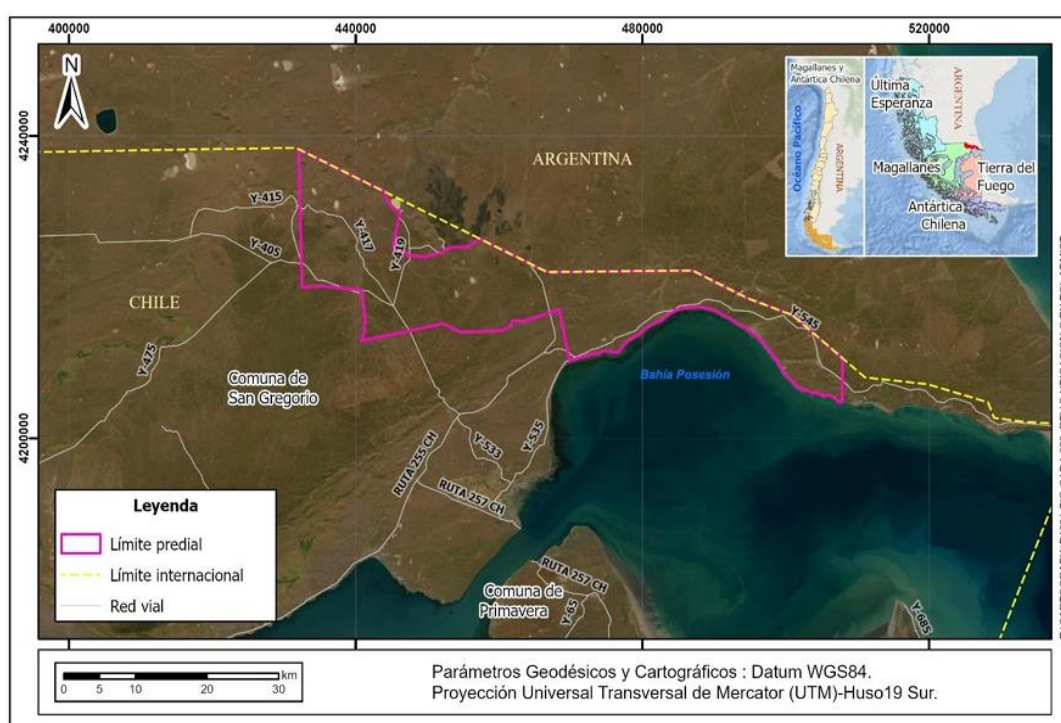 400000
440000
480000
520000
N
4240000
4200000
ARGENTINA
CHILE
Y-415
Y-405
Y-417
Y-419
Y-475
Y-545
Comuna de
San Gregorio
Bahía Posesión
Y-533
Y-535
RUTA 255 CH
RUTA 257 CH
RUTA 257 CH
Comuna de
Primavera
Y-65
Y-685
Magallanes y
Antártica Chilena
Océano Pacífico
ARGENTINA
Última
Esperanza
ARGENTINA
Magallanes
Tierra del
Fuego
Antártica
Chilena
Leyenda
Límite predial
Límite internacional
Red vial
km
0 5 10 20 30
Parámetros Geodésicos y Cartográficos : Datum WGS84.
Proyección Universal Transversal de Mercator (UTM)-Huso19 Sur.